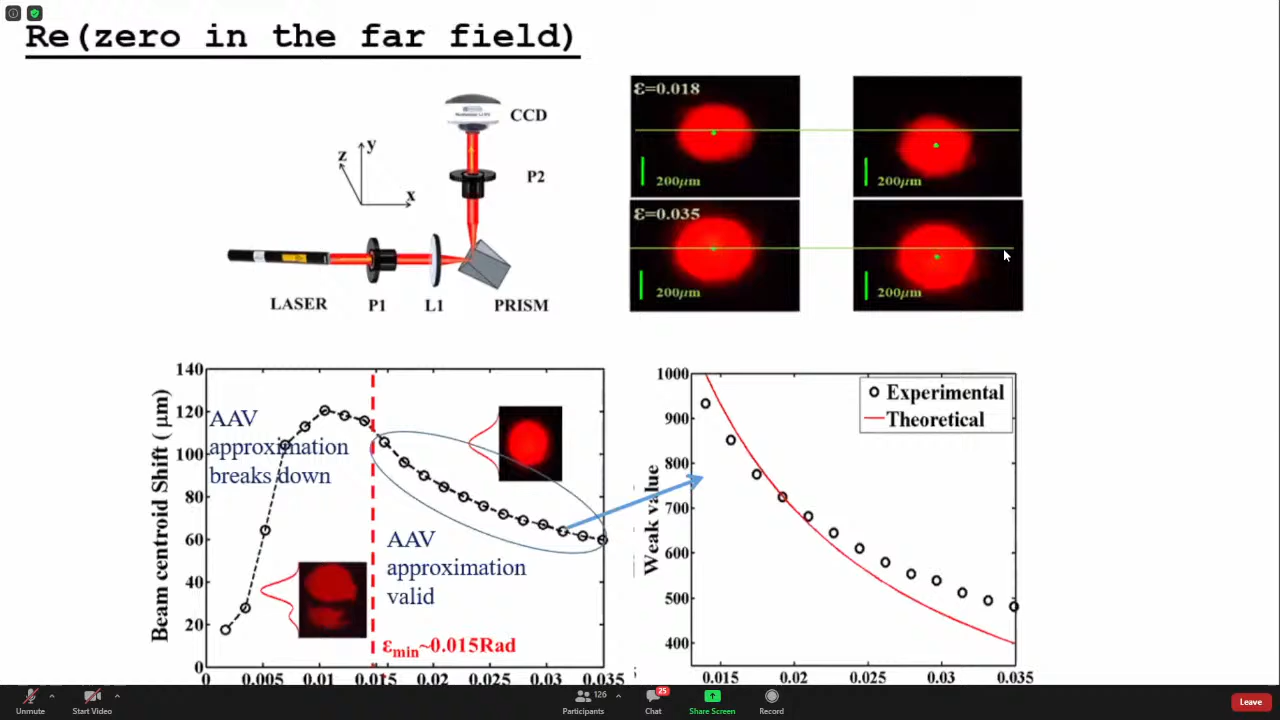 Re(zero in the far field)
CCD
z
y
x
P2
LASER
P1
L1
PRISM
ε=0.018
200μm
200μm
ε=0.035
200μm
200μm
Beam centroid Shift ( μm)
140
120
100
80
60
40
20
0
0
0.005
0.01
0.015
0.02
0.025
0.03
0.035
AAV
approximation
breaks down
AAV
approximation
valid
εmin~0.015Rad
Weak value
1000
900
800
700
600
500
400
0.015
0.02
0.025
0.03
0.035
Experimental
Theoretical
Unmute
Start Video
Participants
126
Chat
25
Share Screen
Record
Leave